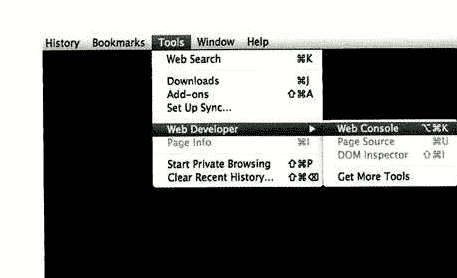 History Bookmarks Tools Window Help
Web Search ⌘K
Downloads ⌘J
Add-ons ⇧⌘A
Set Up Sync...
Web Developer ▶
Page Info ⌘I
Start Private Browsing ⇧⌘P
Clear Recent History... ⇧⌘⌫
Web Console ⌥⌘K
Page Source ⌘U
DOM Inspector ⇧⌘I
Get More Tools